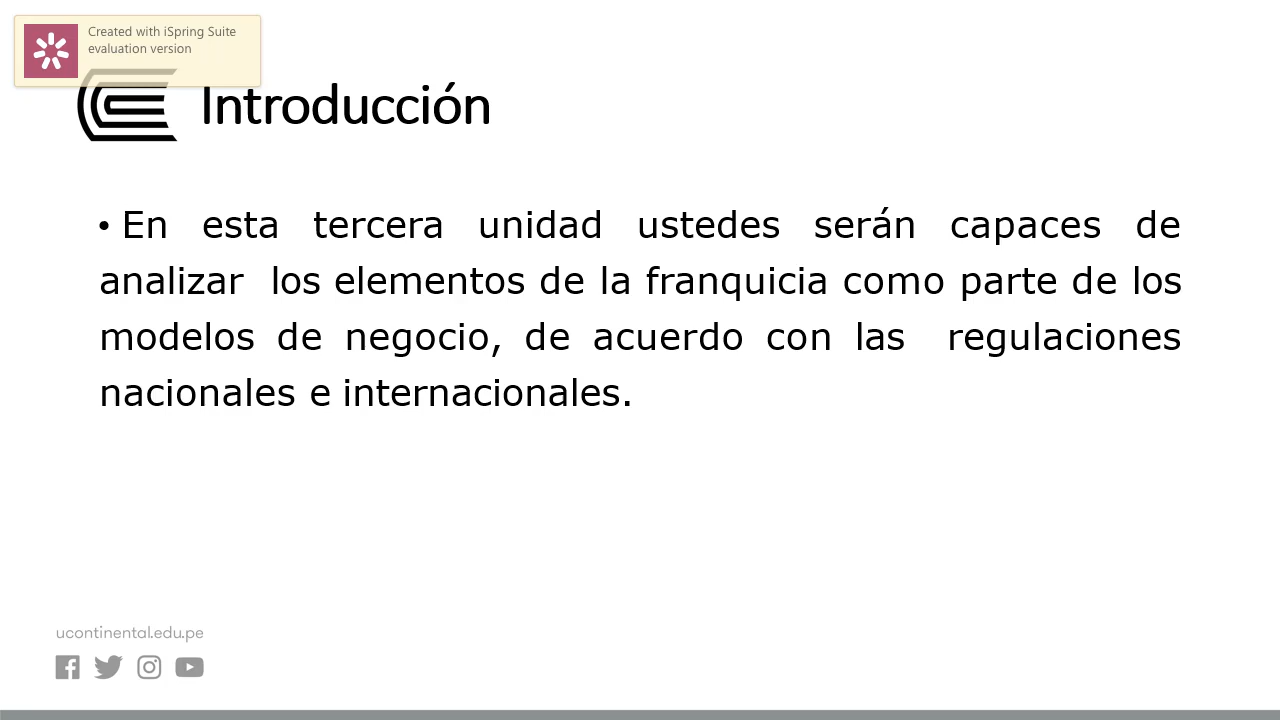 Created with iSpring Suite
evaluation version
Introducción
• En esta tercera unidad ustedes serán capaces de
analizar los elementos de la franquicia como parte de los
modelos de negocio, de acuerdo con las regulaciones
nacionales e internacionales.
ucontinental.edu.pe